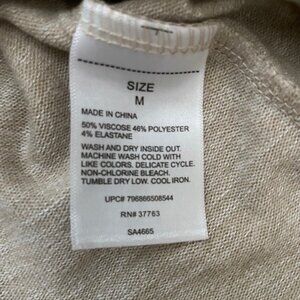 SIZE
M
MADE IN CHINA
50% VISCOSE 46% POLYESTER
4% ELASTANE
WASH AND DRY INSIDE OUT.
MACHINE WASH COLD WITH
LIKE COLORS. DELICATE CYCLE.
NON-CHLORINE BLEACH.
TUMBLE DRY LOW. COOL IRON.
UPC# 796866508544
RN# 37763
SA4665